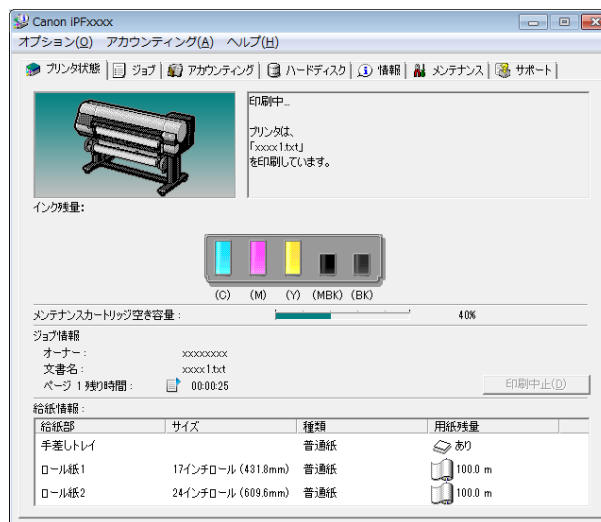 Canon iPFxxxx
オプション(O) アカウンティング(A) ヘルプ(H)
プリンタ状態 ジョブ アカウンティング ハードディスク 情報 メンテナンス サポート
印刷中...
プリンタは、
「xxxx1.txt」
を印刷しています。
インク残量:
(C) (M) (Y) (MBK) (BK)
メンテナンスカートリッジ空き容量: 40%
ジョブ情報
オーナー: xxxxxxxx
文書名: xxxx1.txt
ページ 1 残り時間: 00:00:25 印刷中止(D)
給紙情報:
給紙部 サイズ 種類 用紙残量
手差しトレイ 普通紙 あり
ロール紙1 17インチロール (431.8mm) 普通紙 100.0 m
ロール紙2 24インチロール (609.6mm) 普通紙 100.0 m